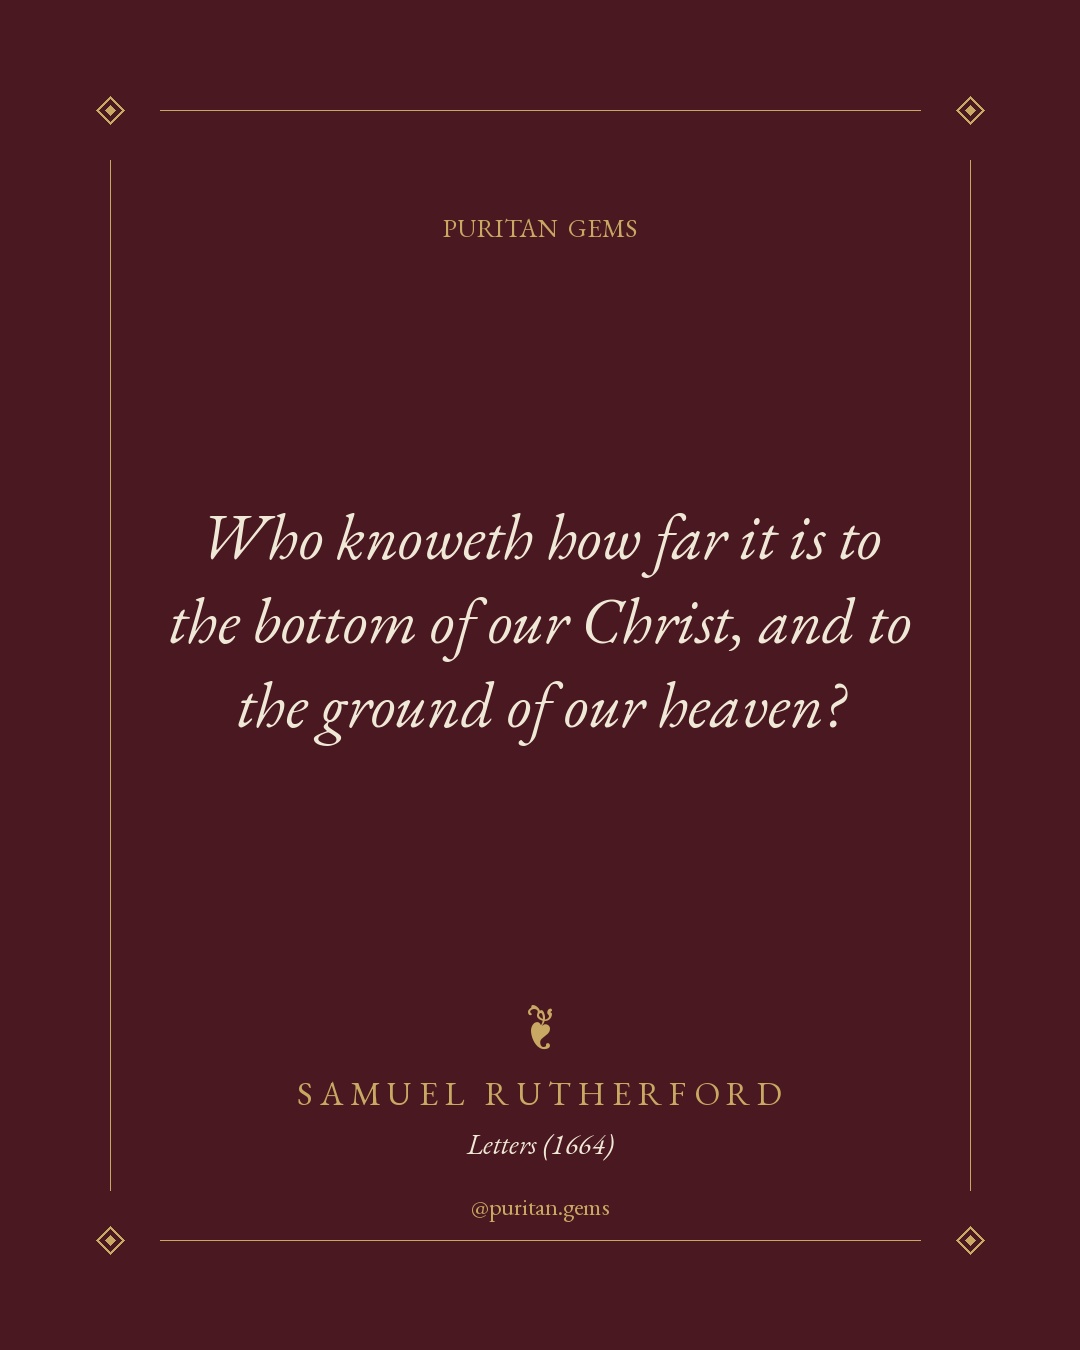 PURITAN GEMS
Who knoweth how far it is to
the bottom of our Christ, and to
the ground of our heaven?
SAMUEL RUTHERFORD
Letters (1664)
@puritan.gems